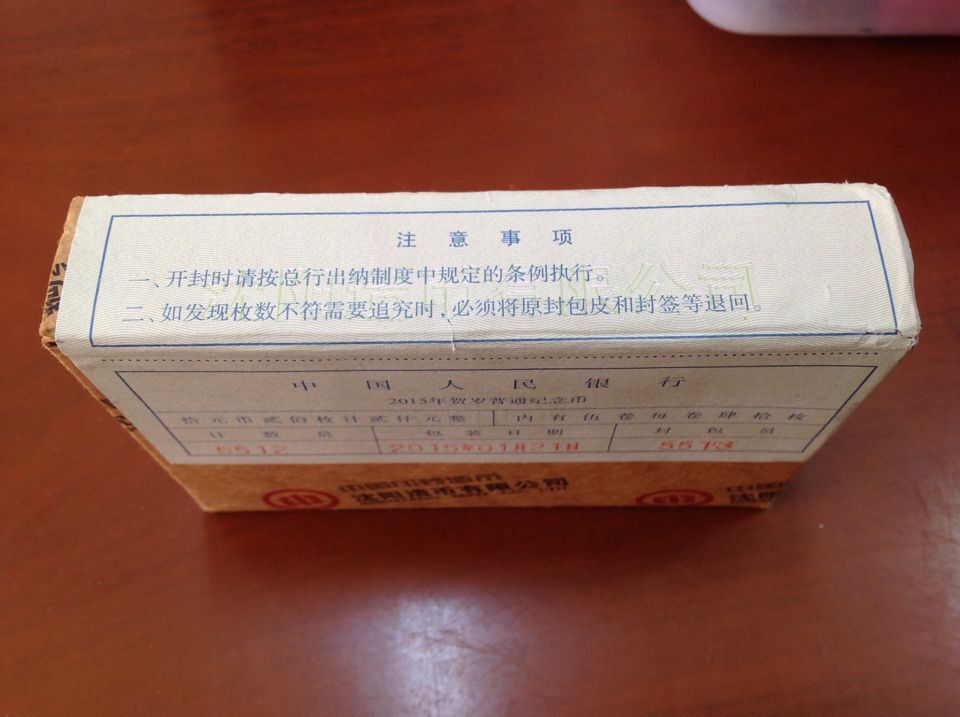 注意事项
一、开封时请按总行出纳制度中规定的条例执行。
二、如发现枚数不符需要追究时，必须将原封包皮和封签等退回。
中国人民银行
2015年贺岁普通纪念币
拾元币贰佰枚计贰仟元整 内有伍卷每卷肆拾枚
计数员 包装日期 封包员
5512 2015年01月21日 5513
沈阳造币有限公司